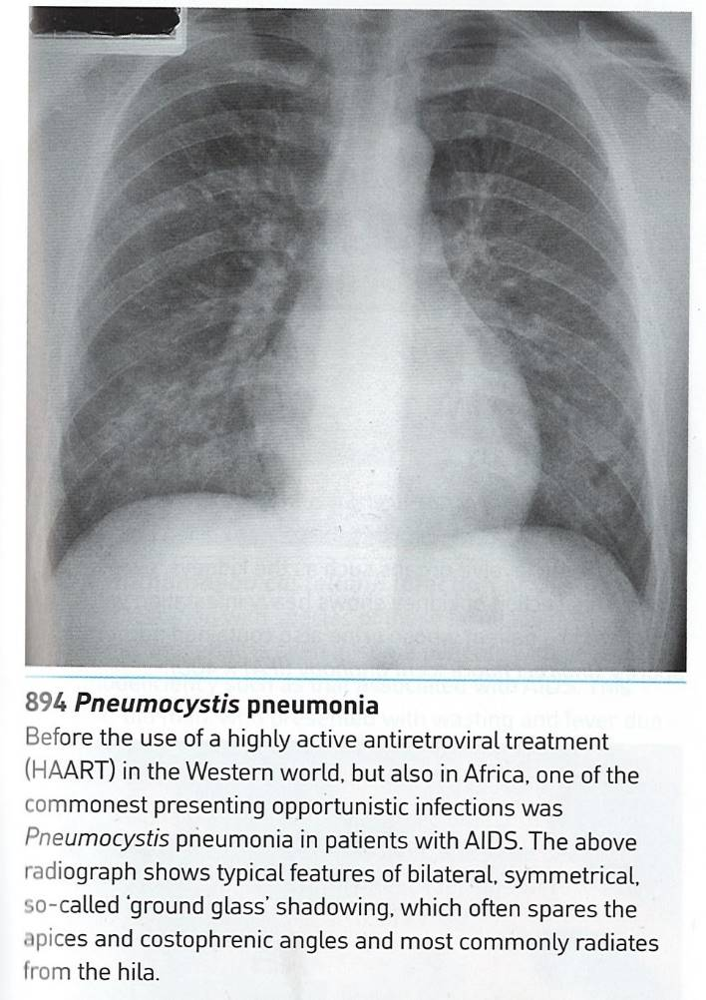 894 Pneumocystis pneumonia
Before the use of a highly active antiretroviral treatment
(HAART) in the Western world, but also in Africa, one of the
commonest presenting opportunistic infections was
Pneumocystis pneumonia in patients with AIDS. The above
radiograph shows typical features of bilateral, symmetrical,
so-called ‘ground glass’ shadowing, which often spares the
apices and costophrenic angles and most commonly radiates
from the hila.